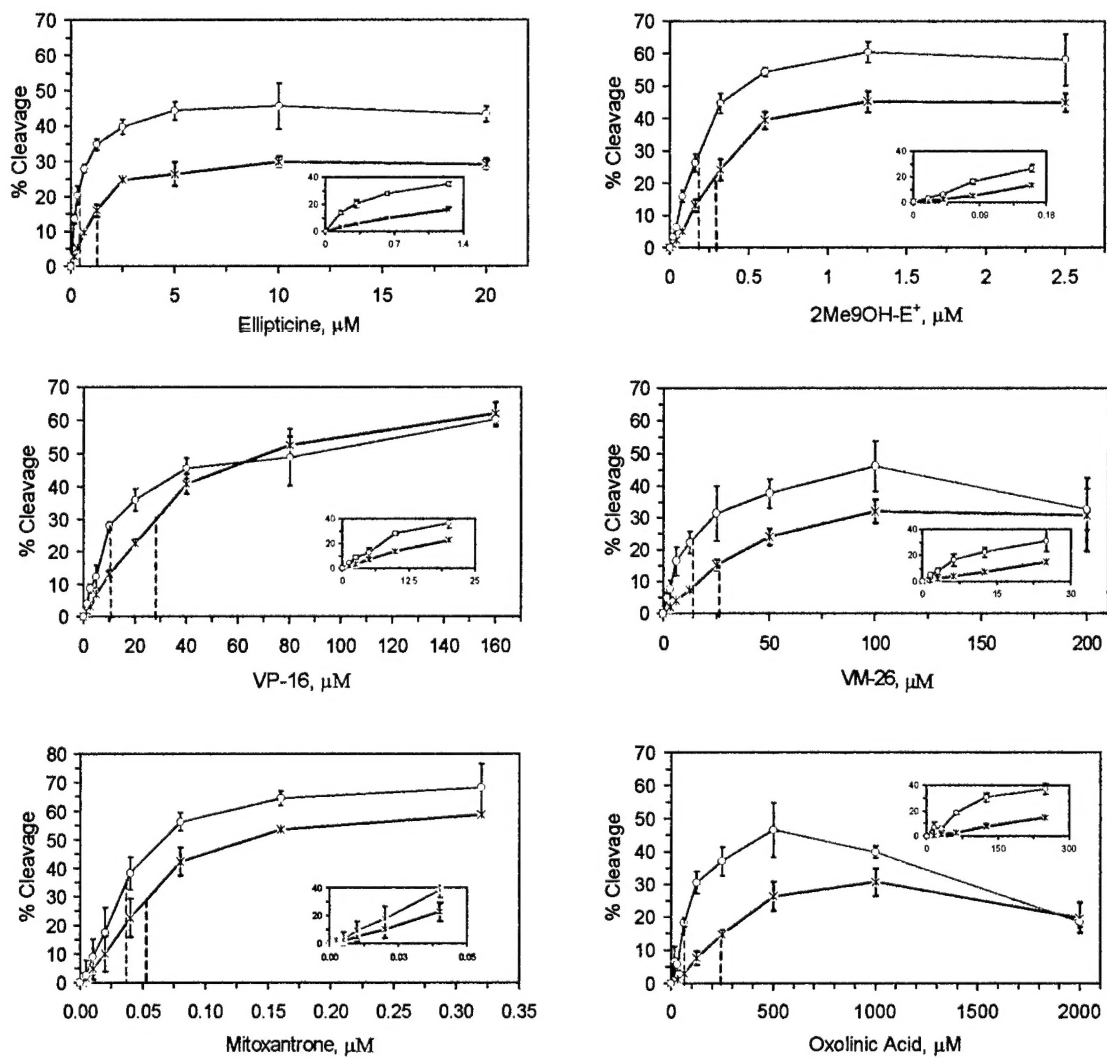 % Cleavage
70
60
50
40
30
20
10
0
0 5 10 15 20
Ellipticine, µM
40
20
0
0 0.7 1.4
% Cleavage
70
60
50
40
30
20
10
0
0 0.5 1 1.5 2 2.5
2Me9OH-E⁺, µM
40
20
0
0 0.09 0.18
% Cleavage
70
60
50
40
30
20
10
0
0 20 40 60 80 100 120 140 160
VP-16, µM
40
20
0
0 12.5 25
% Cleavage
70
60
50
40
30
20
10
0
0 50 100 150 200
VM-26, µM
40
20
0
0 15 30
% Cleavage
80
70
60
50
40
30
20
10
0
0.00 0.05 0.10 0.15 0.20 0.25 0.30 0.35
Mitoxantrone, µM
40
20
0
0.00 0.03 0.05
% Cleavage
70
60
50
40
30
20
10
0
0 500 1000 1500 2000
Oxolinic Acid, µM
40
20
0
0 150 300